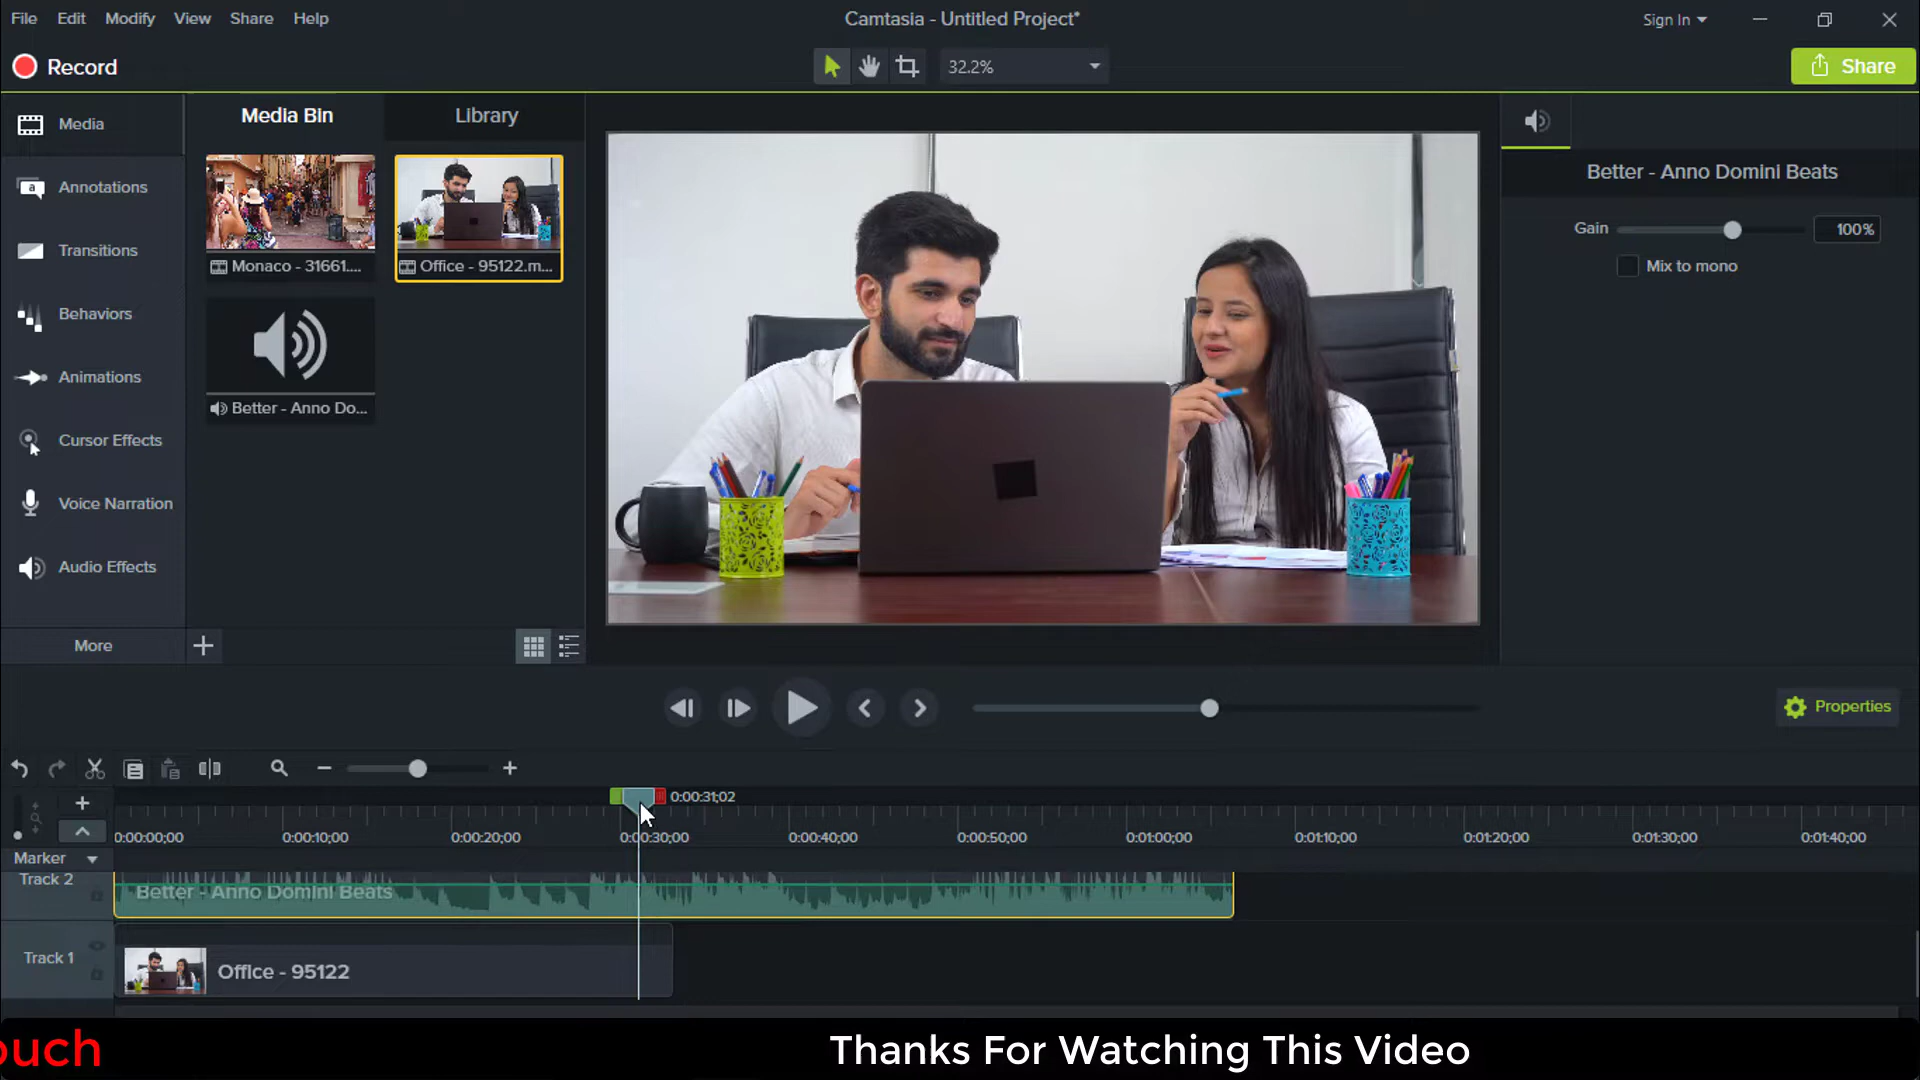 File Edit Modify View Share Help
Camtasia - Untitled Project*
Sign In
Record
32.2%
Share
Media
Annotations
Transitions
Behaviors
Animations
Cursor Effects
Voice Narration
Audio Effects
More
Media Bin
Library
Monaco - 31661....
Office - 95122.m...
Better - Anno Do...
Better - Anno Domini Beats
Gain
100%
Mix to mono
Properties
0:00:31;02
0:00:00;00 0:00:10;00 0:00:20;00 0:00:30;00 0:00:40;00 0:00:50;00 0:01:00;00 0:01:10;00 0:01:20;00 0:01:30;00 0:01:40;00
Marker
Track 2
Better - Anno Domini Beats
Track 1
Office - 95122
ouch
Thanks For Watching This Video